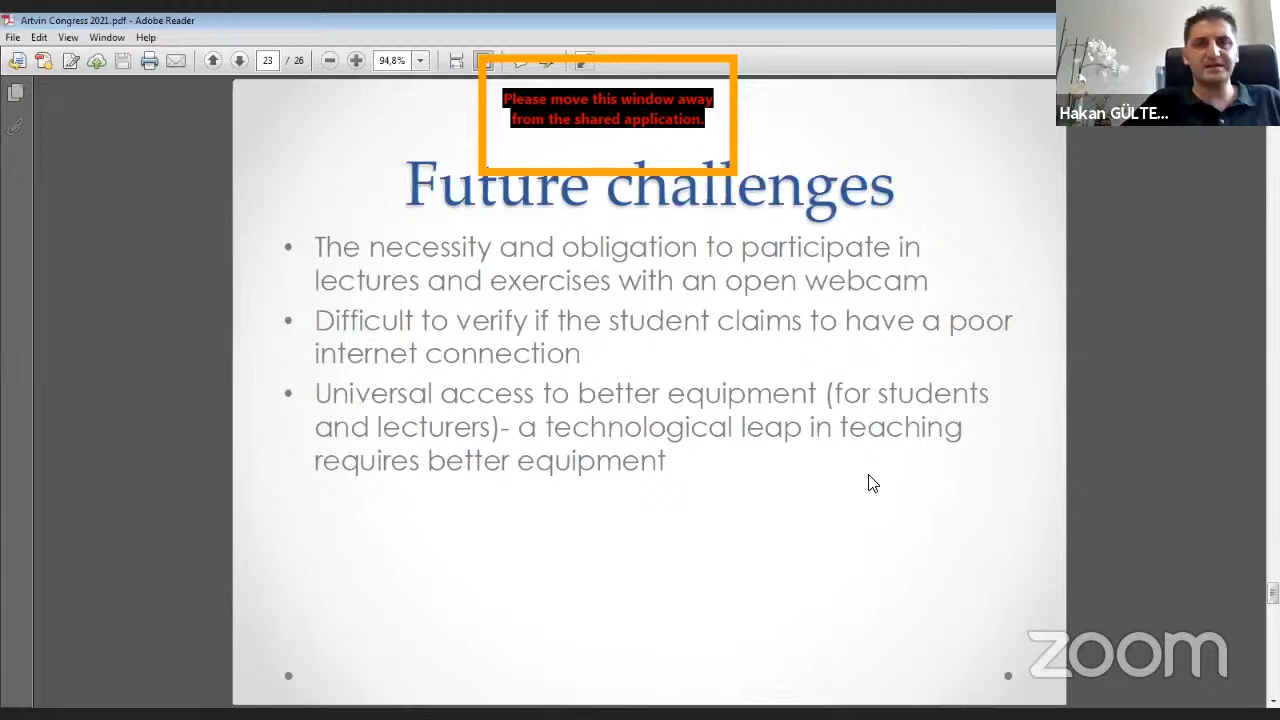 Artvin Congress 2021.pdf - Adobe Reader
File Edit View Window Help
23 / 26 94,8%
Please move this window away
from the shared application.
Hakan GÜLTE...
Future challenges
• The necessity and obligation to participate in
lectures and exercises with an open webcam
• Difficult to verify if the student claims to have a poor
internet connection
• Universal access to better equipment (for students
and lecturers)- a technological leap in teaching
requires better equipment
zoom